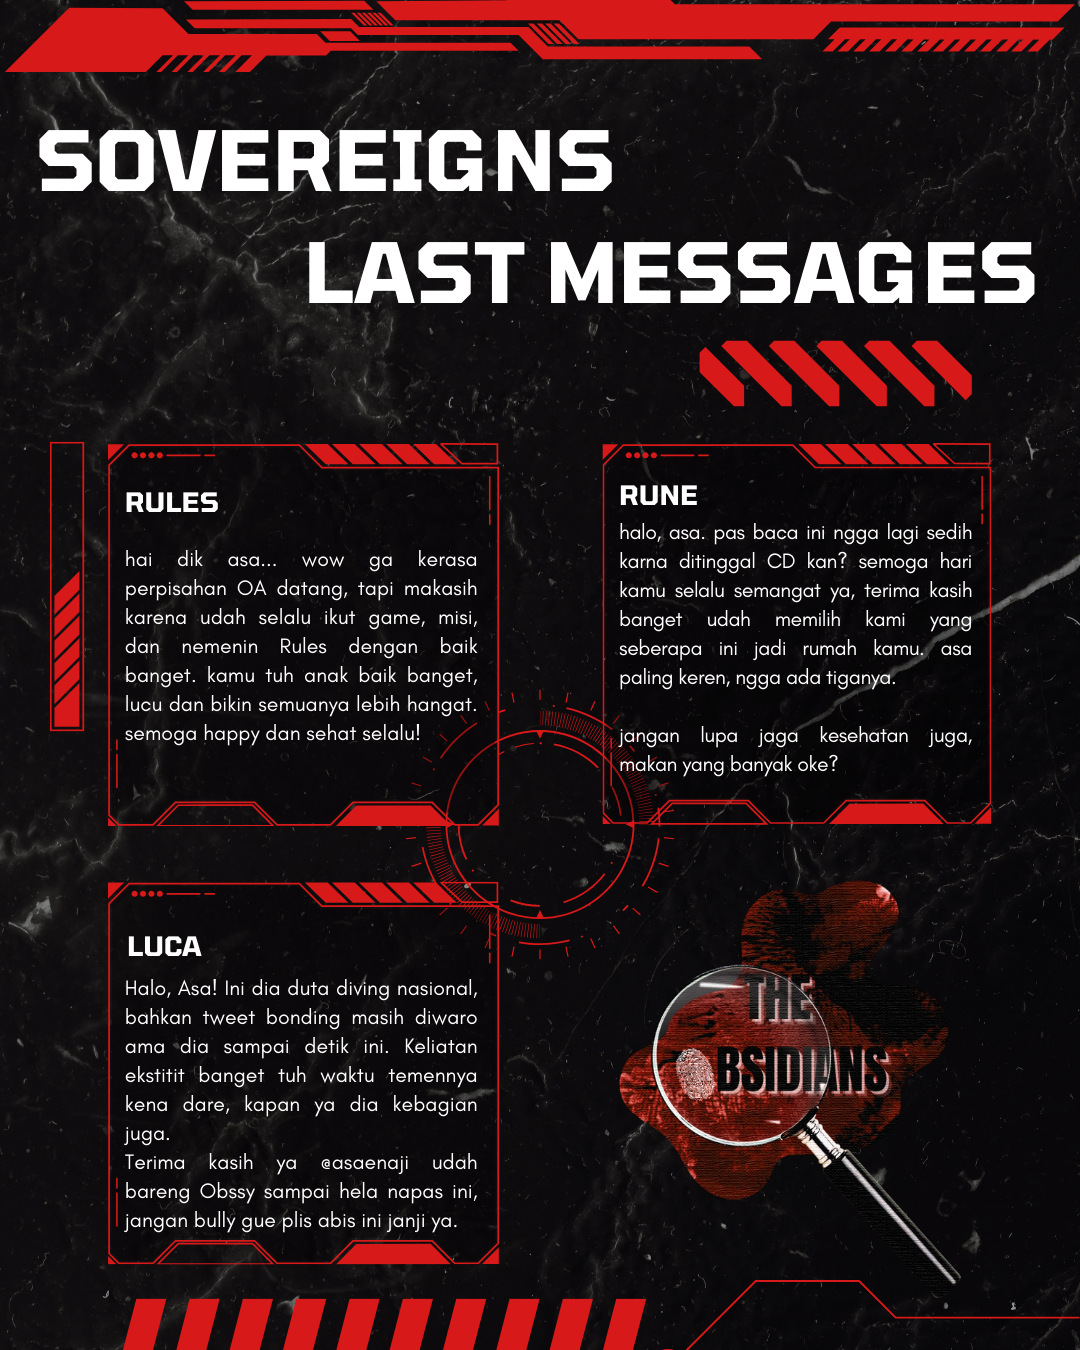 SOVEREIGNS
LAST MESSAGES
RULES
hai dik asa... wow ga kerasa
perpisahan OA datang, tapi makasih
karena udah selalu ikut game, misi,
dan nemenin Rules dengan baik
banget. kamu tuh anak baik banget,
lucu dan bikin semuanya lebih hangat.
semoga happy dan sehat selalu!
RUNE
halo, asa. pas baca ini ngga lagi sedih
karna ditinggal CD kan? semoga hari
kamu selalu semangat ya, terima kasih
banget udah memilih kami yang
seberapa ini jadi rumah kamu. asa
paling keren, ngga ada tiganya.
jangan lupa jaga kesehatan juga,
makan yang banyak oke?
LUCA
Halo, Asa! Ini dia duta diving nasional,
bahkan tweet bonding masih diwaro
ama dia sampai detik ini. Keliatan
ekstitit banget tuh waktu temennya
kena dare, kapan ya dia kebagian
juga.
Terima kasih ya @asaenaji udah
bareng Obssy sampai hela napas ini,
jangan bully gue plis abis ini janji ya.
THE
BSIDIANS